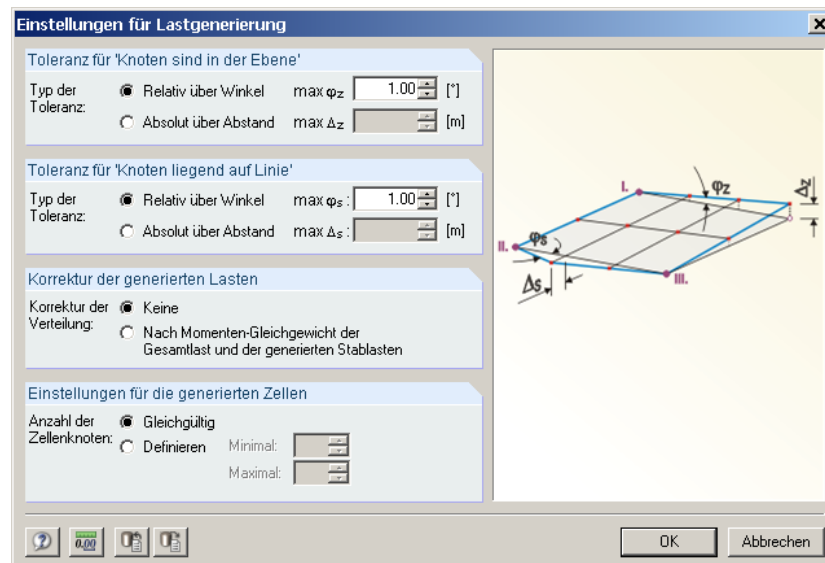 Einstellungen für Lastgenerierung
Toleranz für 'Knoten sind in der Ebene'
Typ der Toleranz:
Relativ über Winkel max φz 1.00 [°]
Absolut über Abstand max Δz [m]
Toleranz für 'Knoten liegend auf Linie'
Typ der Toleranz:
Relativ über Winkel max φs: 1.00 [°]
Absolut über Abstand max Δs: [m]
Korrektur der generierten Lasten
Korrektur der Verteilung:
Keine
Nach Momenten-Gleichgewicht der
Gesamtlast und der generierten Stablasten
Einstellungen für die generierten Zellen
Anzahl der Zellenknoten:
Gleichgültig
Definieren Minimal:
Maximal:
I.
φz
Δz
II.
φs
III.
Δs
0.00
OK
Abbrechen